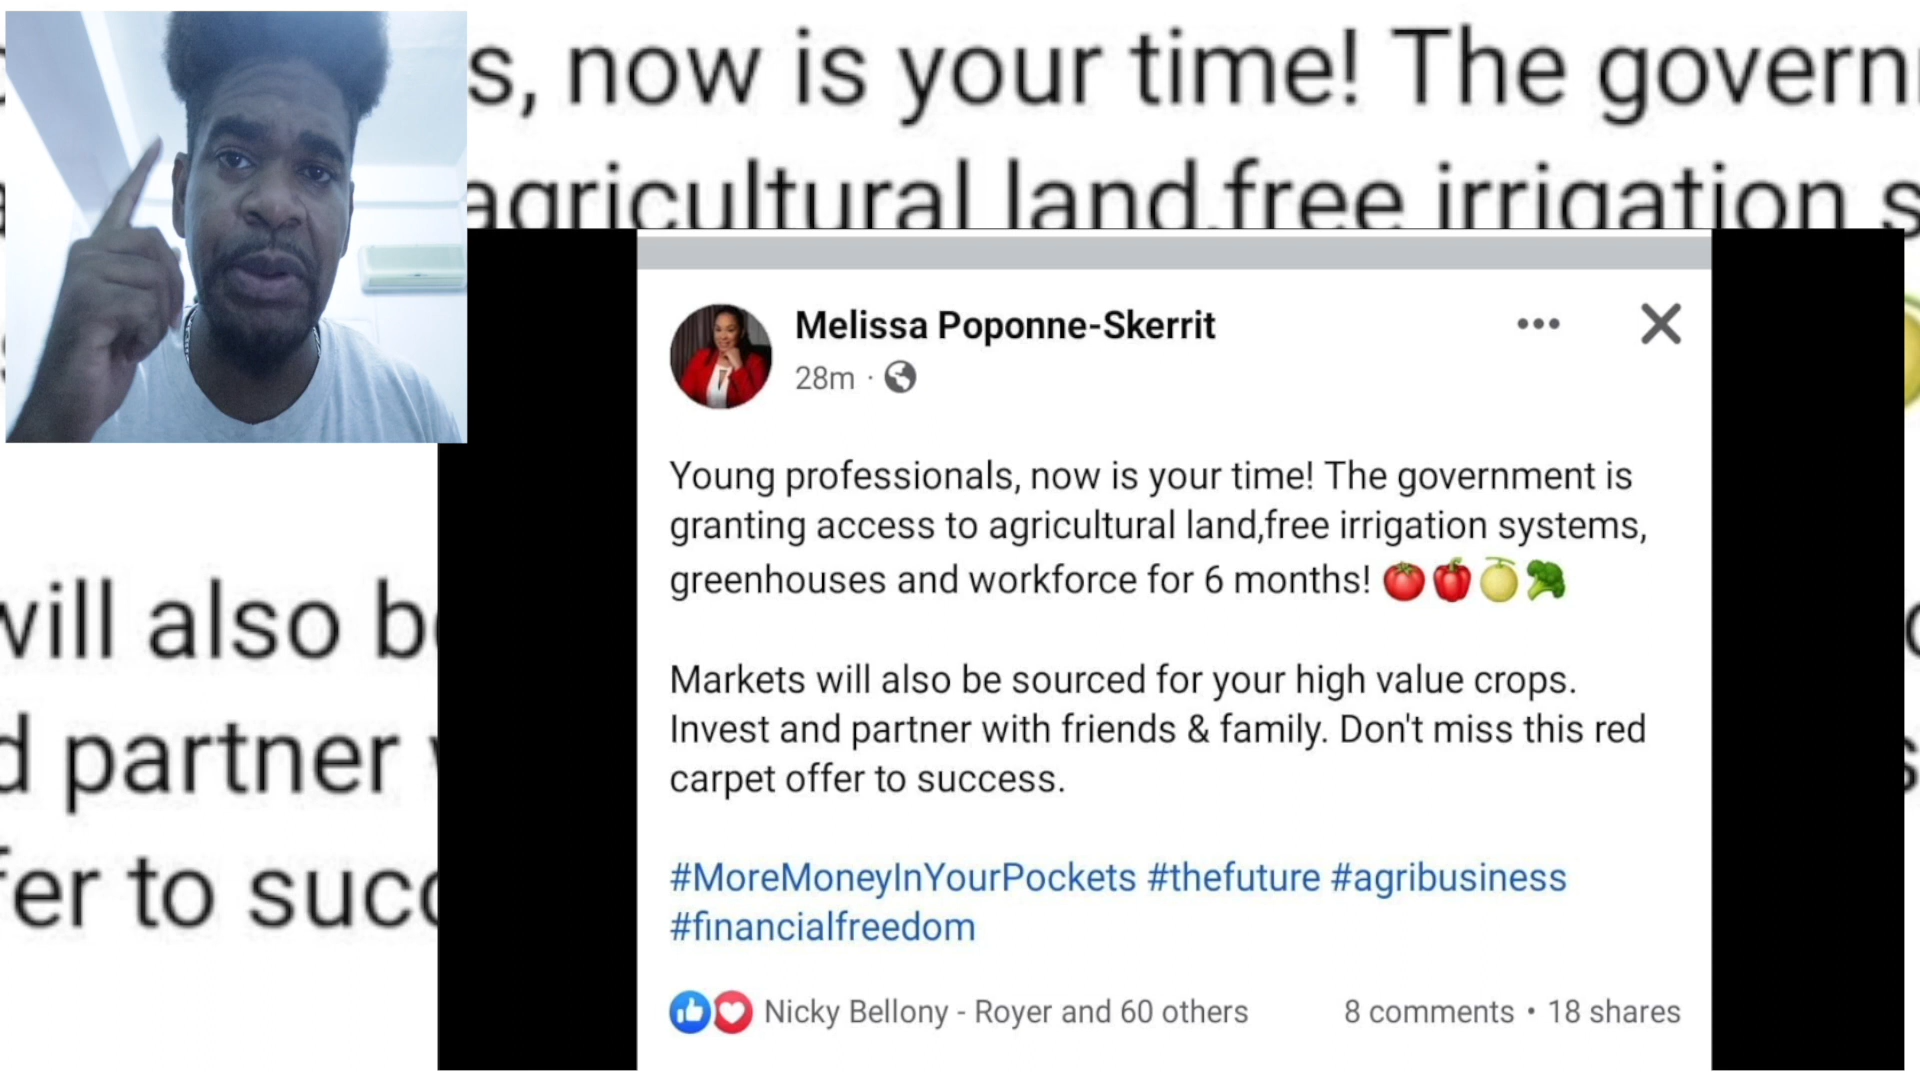 s, now is your time! The govern
agricultural land,free irrigation s
Melissa Poponne-Skerrit
28m ·
Young professionals, now is your time! The government is
granting access to agricultural land,free irrigation systems,
greenhouses and workforce for 6 months! 🍅🫑🍈🥦
Markets will also be sourced for your high value crops.
Invest and partner with friends & family. Don't miss this red
carpet offer to success.
#MoreMoneyInYourPockets #thefuture #agribusiness
#financialfreedom
Nicky Bellony - Royer and 60 others 8 comments • 18 shares
will also b
d partner
fer to succ